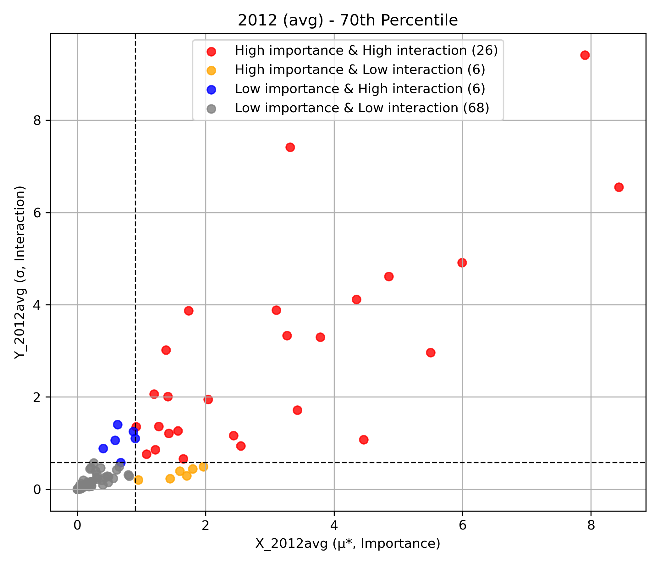 2012 (avg) - 70th Percentile
High importance & High interaction (26)
High importance & Low interaction (6)
Low importance & High interaction (6)
Low importance & Low interaction (68)
Y_2012avg (σ, Interaction)
8
6
4
2
0
0 2 4 6 8
X_2012avg (μ*, Importance)